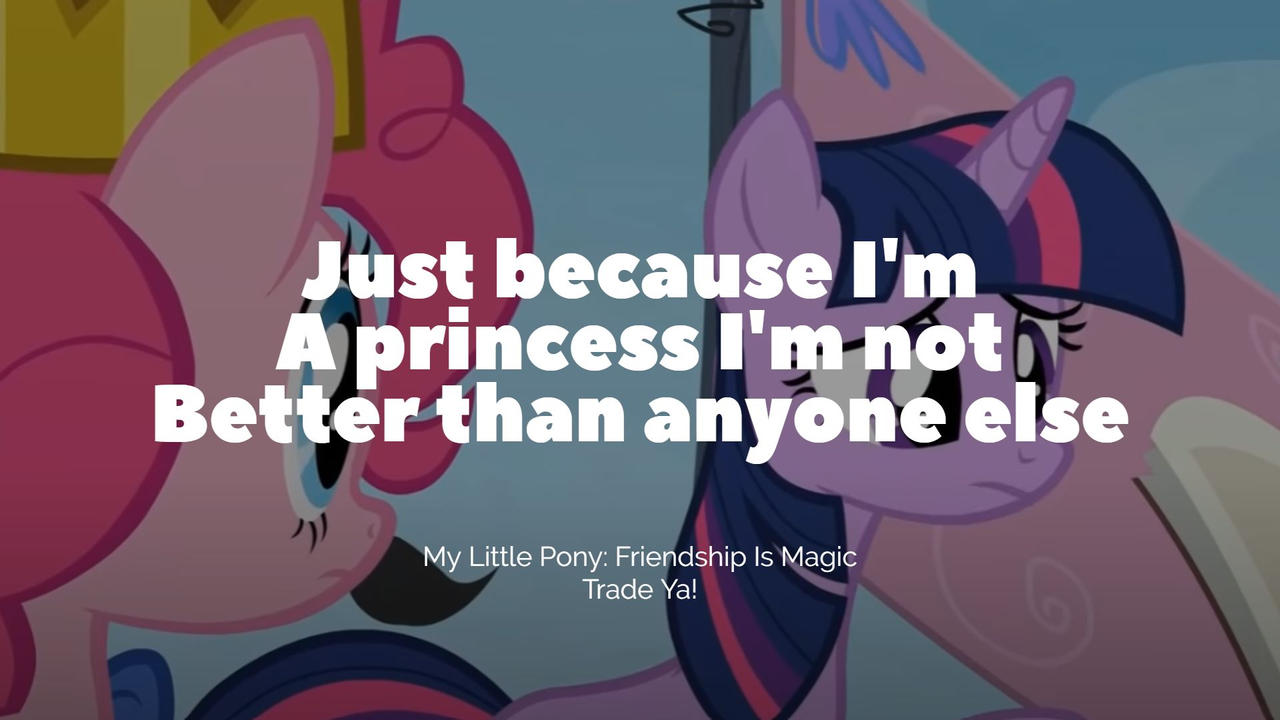 Just because I'm
A princess I'm not
Better than anyone else
My Little Pony: Friendship Is Magic
Trade Ya!